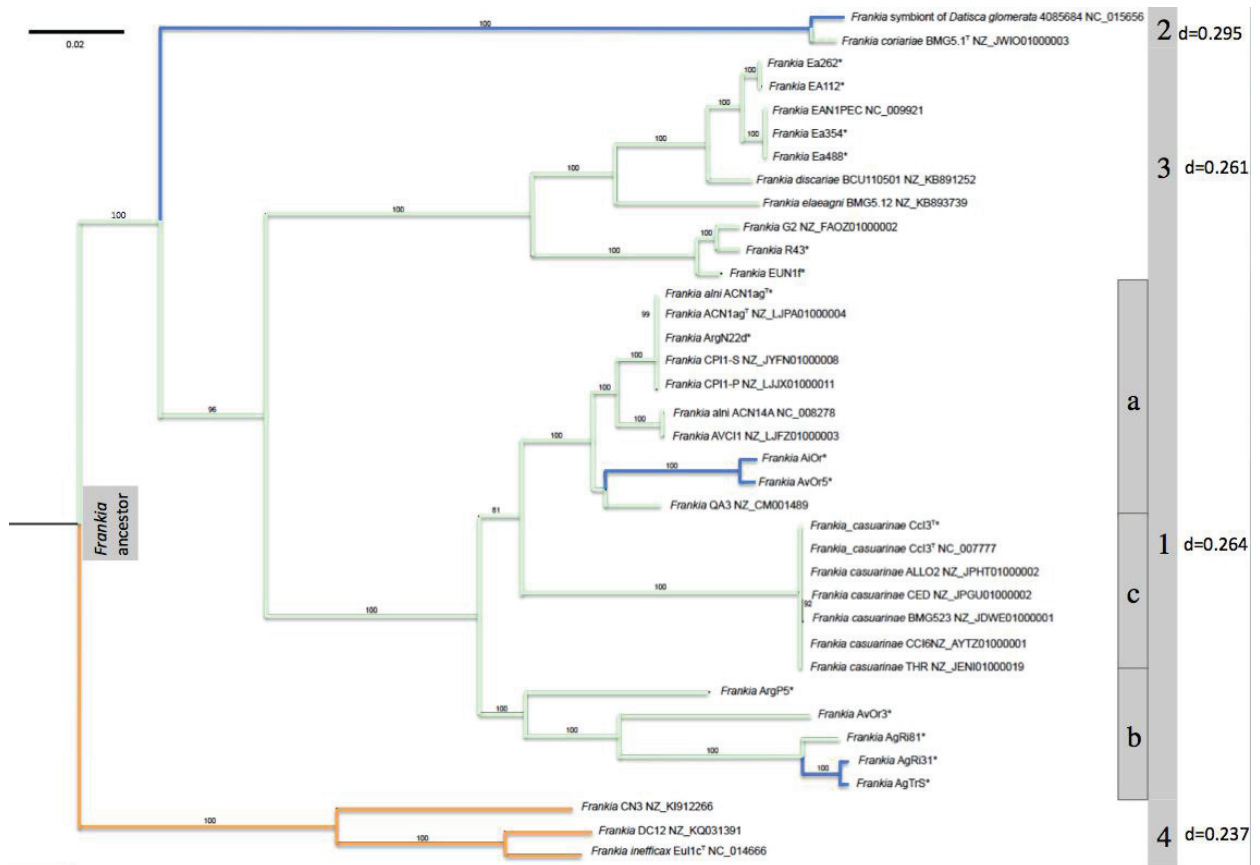 0.02
100
Frankia symbiont of Datisca glomerata 4085684 NC_015656
Frankia coriariae BMG5.1ᵀ NZ_JWIO01000003
2
d=0.295
Frankia Ea262*
100
Frankia EA112*
100
Frankia EAN1PEC NC_009921
100
Frankia Ea354*
100
Frankia Ea488*
100
Frankia discariae BCU110501 NZ_KB891252
3
d=0.261
100
Frankia elaeagni BMG5.12 NZ_KB893739
100
Frankia G2 NZ_FAOZ01000002
100
Frankia R43*
100
Frankia EUN1f*
Frankia alni ACN1agᵀ*
99
Frankia ACN1agᵀ NZ_LJPA01000004
Frankia ArgN22d*
100
Frankia CPI1-S NZ_JYFN01000008
Frankia CPI1-P NZ_LJJX01000011
100
a
96
Frankia alni ACN14A NC_008278
100
Frankia AVCI1 NZ_LJFZ01000003
100
Frankia AiOr*
100
Frankia AvOr5*
Frankia QA3 NZ_CM001489
81
Frankia
ancestor
Frankia_casuarinae CcI3ᵀ*
Frankia_casuarinae CcI3ᵀ NC_007777
1
d=0.264
Frankia casuarinae ALLO2 NZ_JPHT01000002
c
100
Frankia casuarinae CED NZ_JPGU01000002
92
Frankia casuarinae BMG523 NZ_JDWE01000001
100
Frankia casuarinae CCI6NZ_AYTZ01000001
Frankia casuarinae THR NZ_JENI01000019
Frankia ArgP5*
100
Frankia AvOr3*
100
b
Frankia AgRi81*
100
Frankia AgRi31*
100
Frankia AgTrS*
Frankia CN3 NZ_KI912266
100
Frankia DC12 NZ_KQ031391
100
Frankia inefficax EuI1cᵀ NC_014666
4
d=0.237